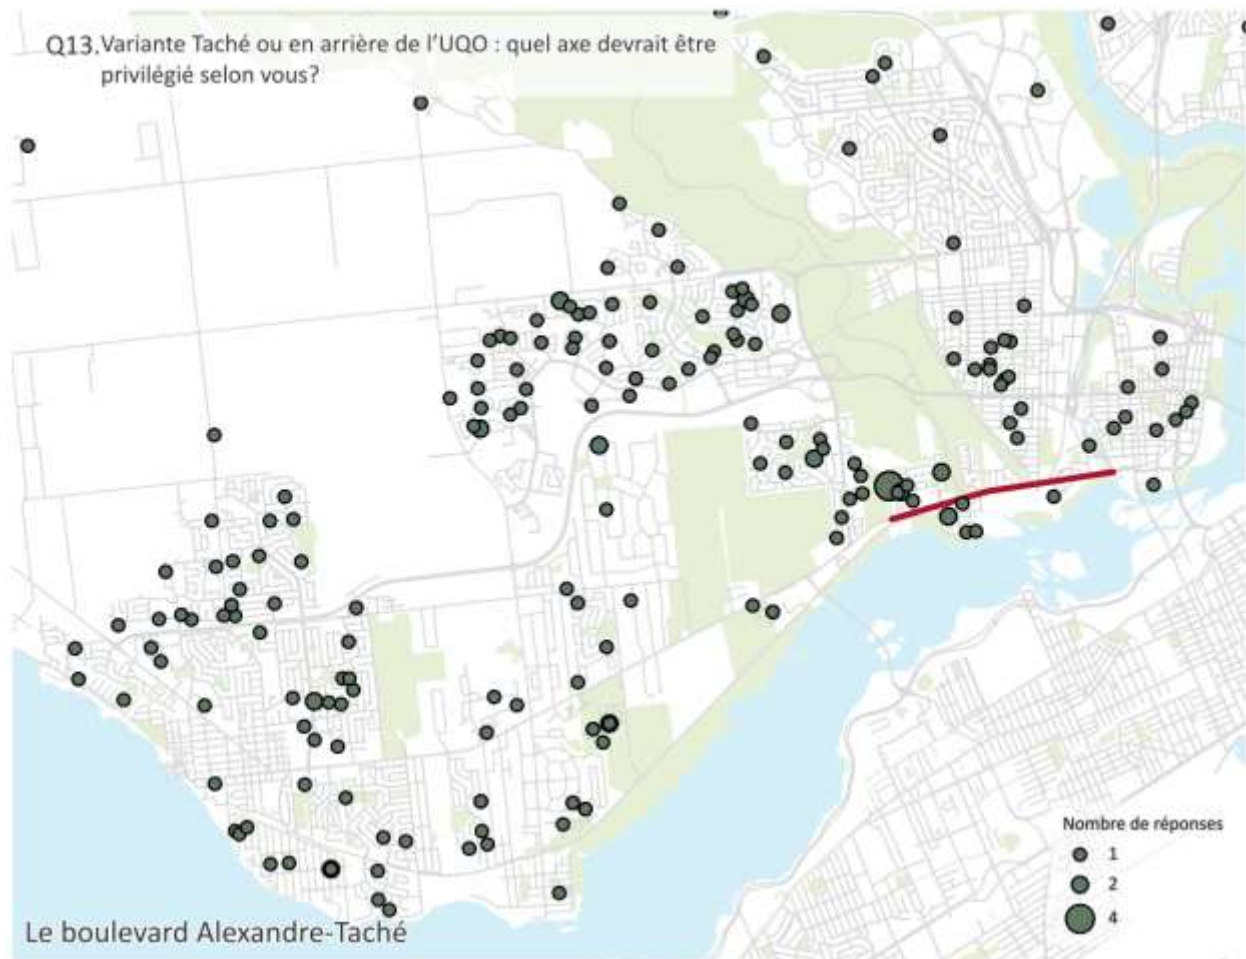 Q13. Variante Taché ou en arrière de l'UQO : quel axe devrait être
privilégié selon vous?
Nombre de réponses
1
2
4
Le boulevard Alexandre-Taché